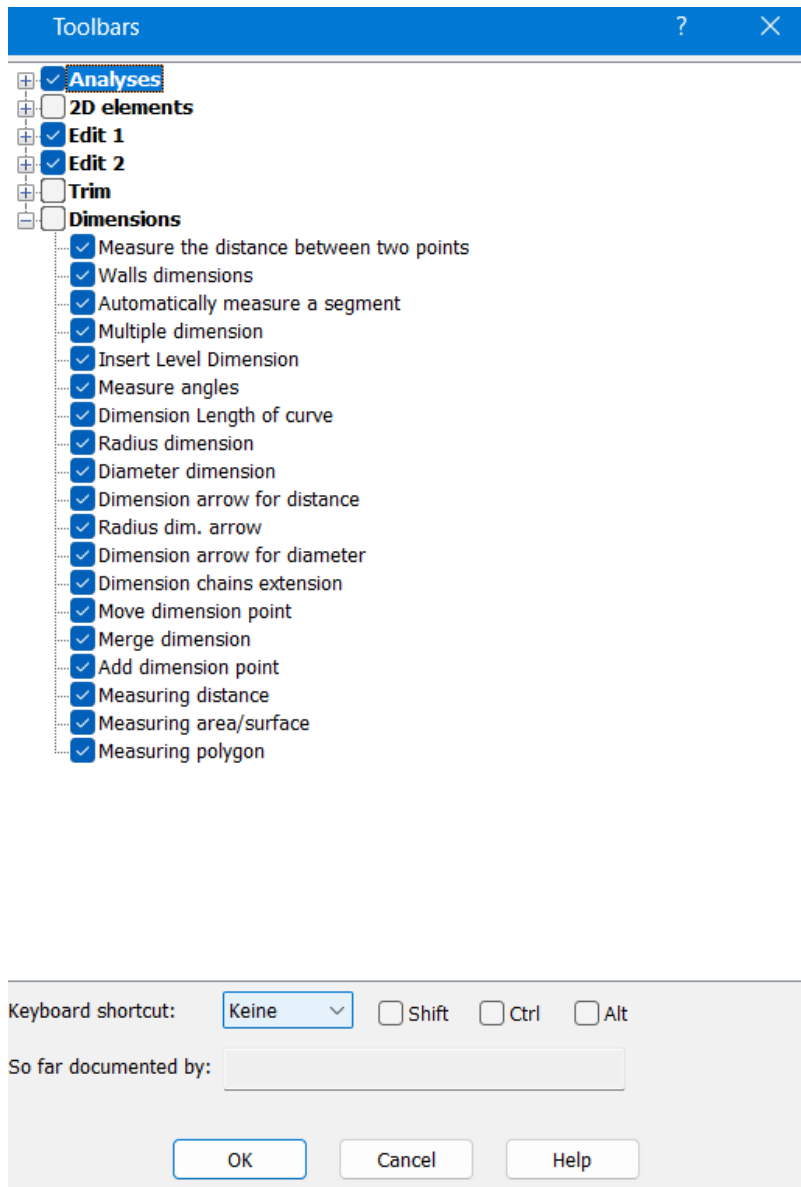 Toolbars ?
Analyses
2D elements
Edit 1
Edit 2
Trim
Dimensions
Measure the distance between two points
Walls dimensions
Automatically measure a segment
Multiple dimension
Insert Level Dimension
Measure angles
Dimension Length of curve
Radius dimension
Diameter dimension
Dimension arrow for distance
Radius dim. arrow
Dimension arrow for diameter
Dimension chains extension
Move dimension point
Merge dimension
Add dimension point
Measuring distance
Measuring area/surface
Measuring polygon
Keyboard shortcut: Keine Shift Ctrl Alt
So far documented by:
OK Cancel Help